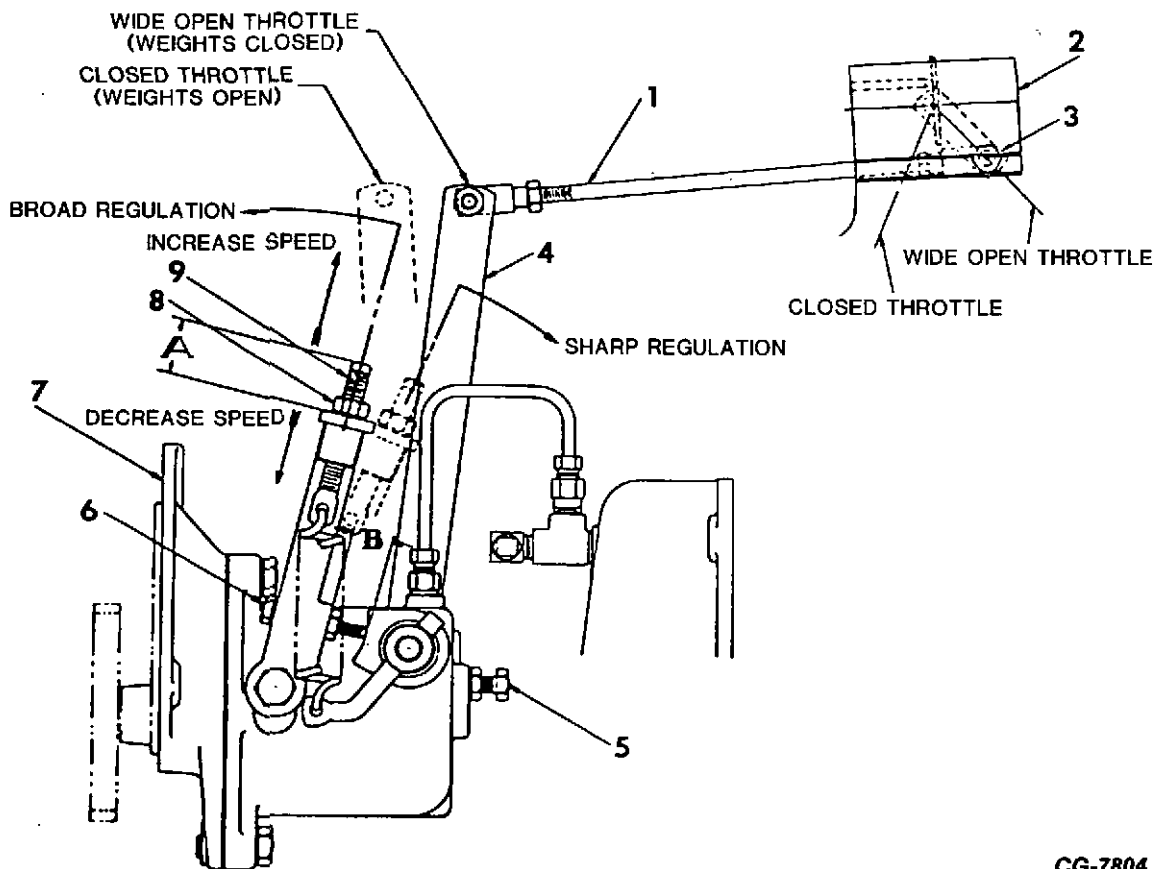 WIDE OPEN THROTTLE
(WEIGHTS CLOSED)
CLOSED THROTTLE
(WEIGHTS OPEN)
1
2
3
BROAD REGULATION
INCREASE SPEED
4
9
8
A
WIDE OPEN THROTTLE
CLOSED THROTTLE
SHARP REGULATION
7
DECREASE SPEED
6
B
5
CG-7804